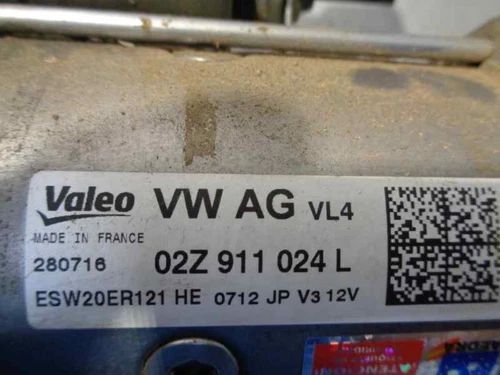 Valeo VW AG VL4
MADE IN FRANCE
280716 02Z 911 024 L
ESW20ER121 HE 0712 JP V3 12V